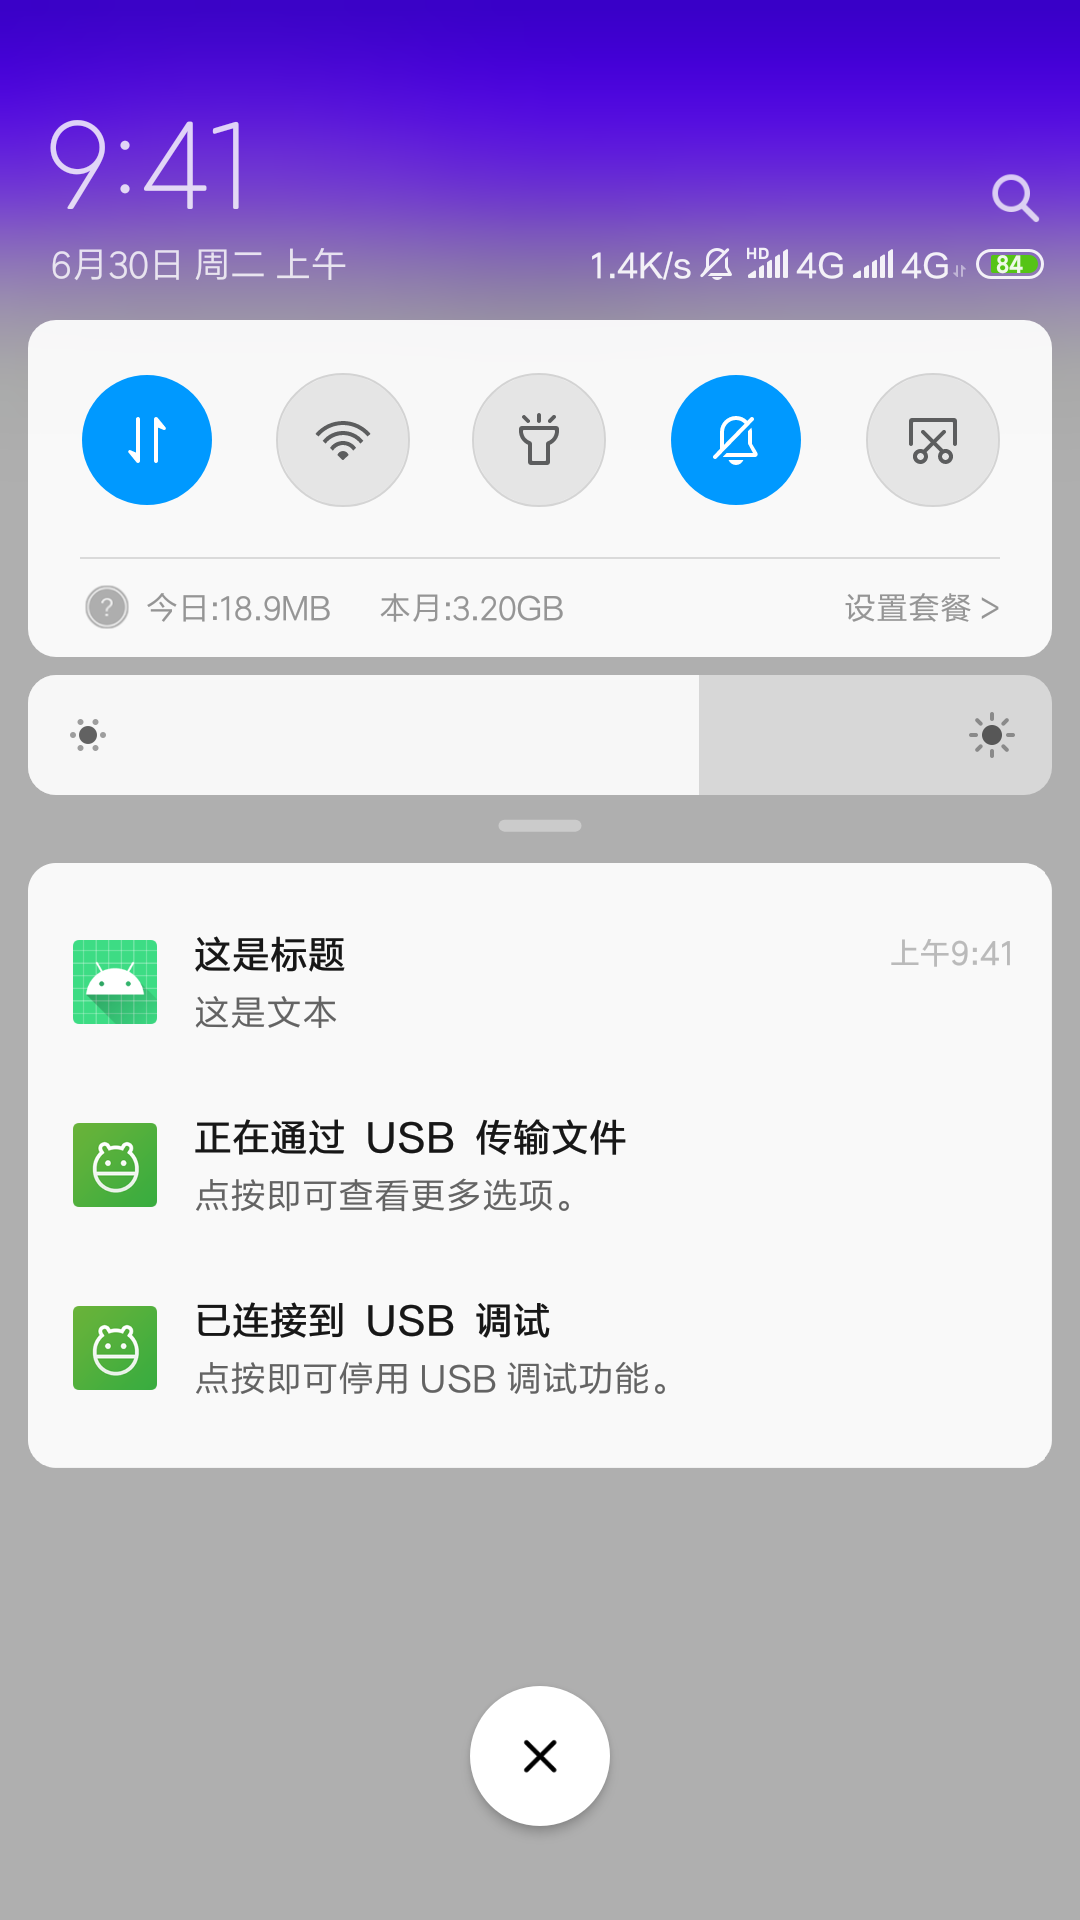 9:41
6月30日 周二 上午
1.4K/s HD 4G 4G 84
? 今日:18.9MB 本月:3.20GB 设置套餐 >
这是标题 上午9:41
这是文本
正在通过 USB 传输文件
点按即可查看更多选项。
已连接到 USB 调试
点按即可停用 USB 调试功能。